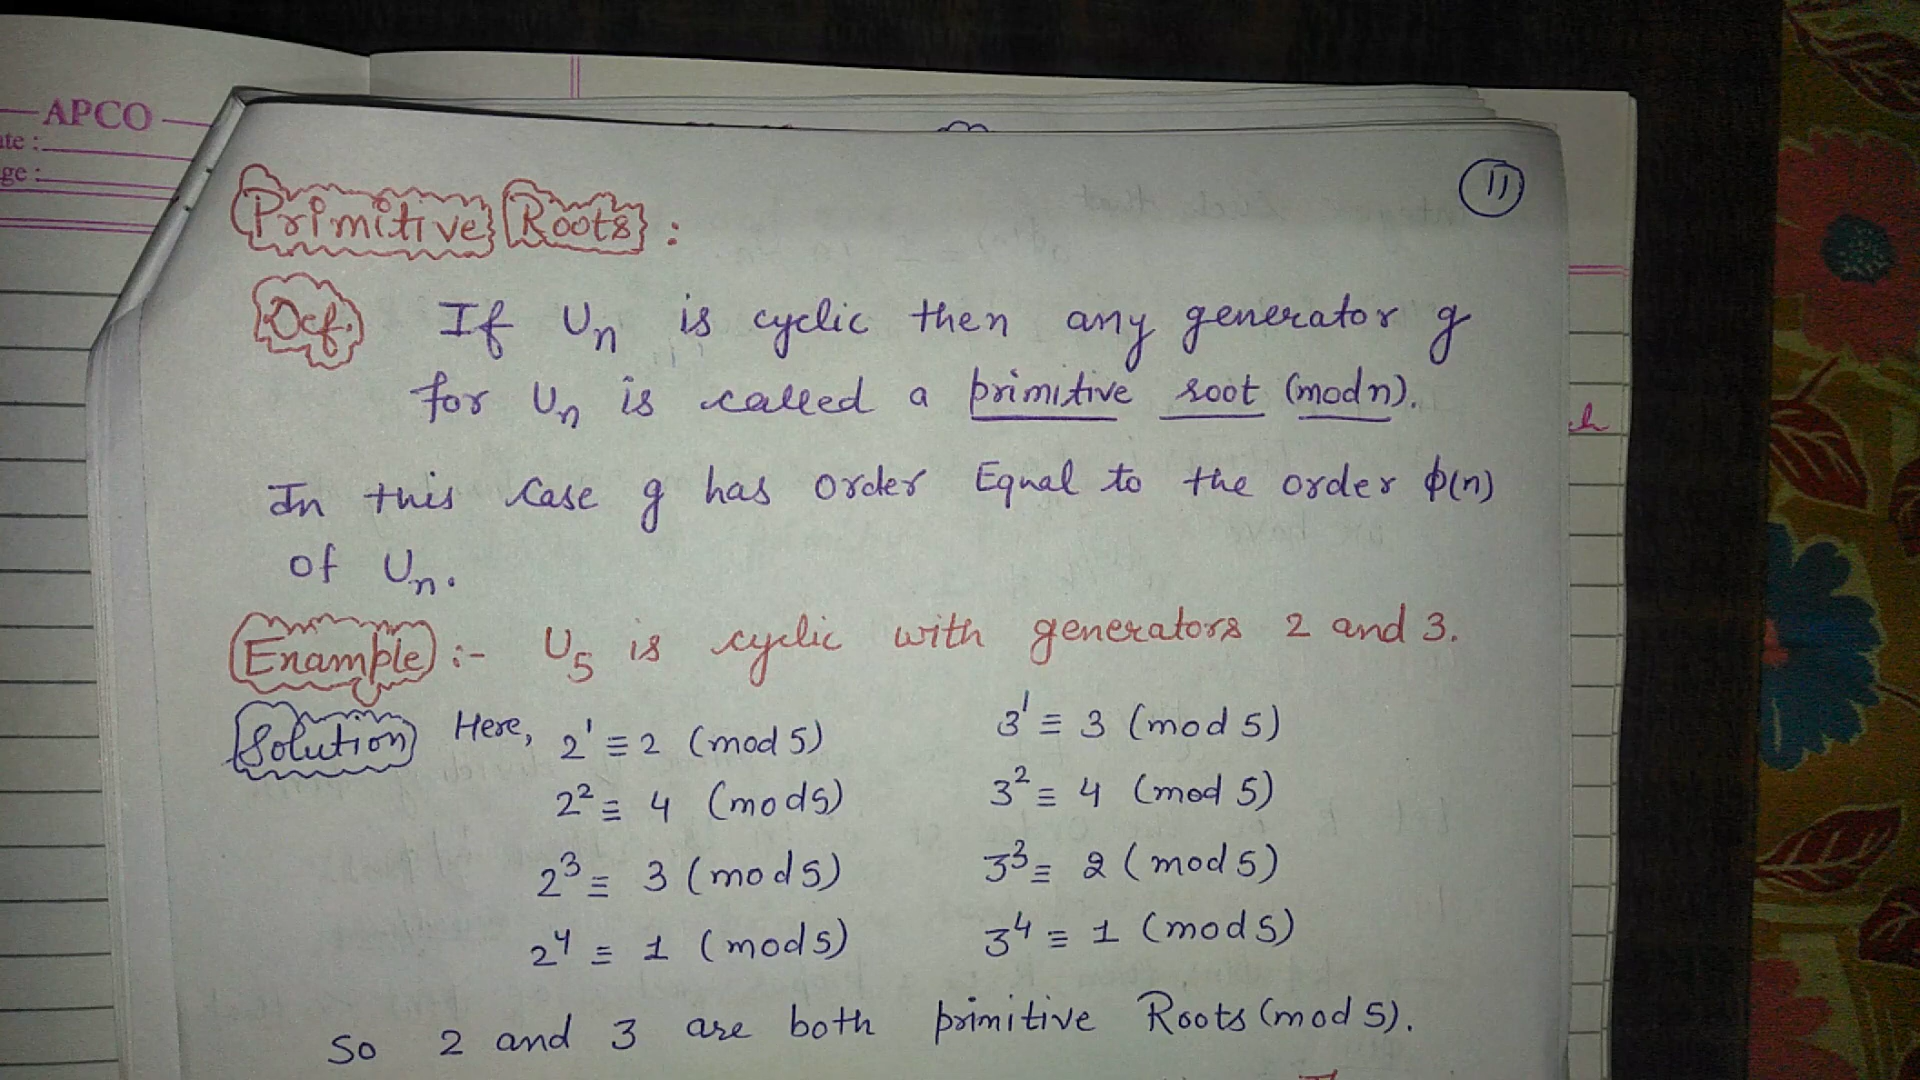 APCO
ate :
ge :
11
Primitive Roots :
Def. If Un is cyclic then any generator g
for Un is called a primitive root (mod n).
In this case g has order Equal to the order ϕ(n)
of Un.
Example :- U5 is cyclic with generators 2 and 3.
Solution Here, 2¹ ≡ 2 (mod 5) 3¹ ≡ 3 (mod 5)
2² ≡ 4 (mod 5) 3² ≡ 4 (mod 5)
2³ ≡ 3 (mod 5) 3³ ≡ 2 (mod 5)
2⁴ ≡ 1 (mod 5) 3⁴ ≡ 1 (mod 5)
So 2 and 3 are both primitive Roots (mod 5).